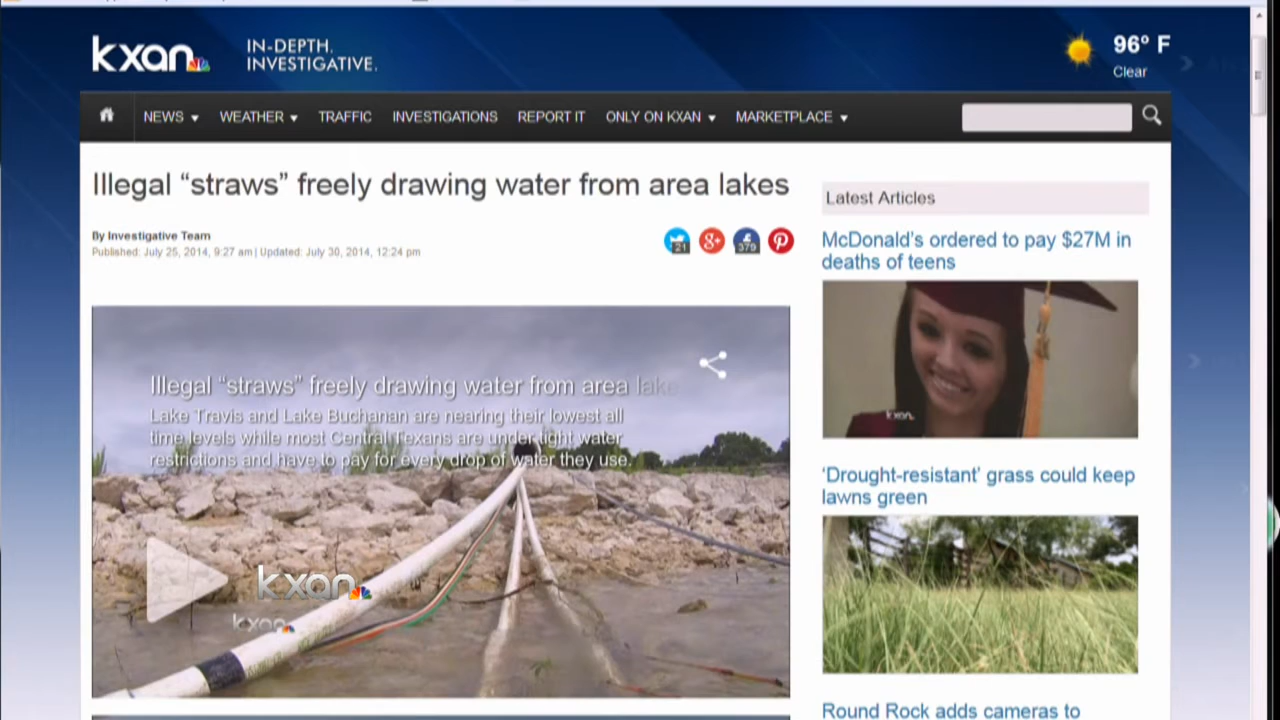 kxan
IN-DEPTH.
INVESTIGATIVE.
96° F
Clear
NEWS
WEATHER
TRAFFIC
INVESTIGATIONS
REPORT IT
ONLY ON KXAN
MARKETPLACE
Illegal “straws” freely drawing water from area lakes
By Investigative Team
Published: July 25, 2014, 9:27 am | Updated: July 30, 2014, 12:24 pm
21
379
Illegal “straws” freely drawing water from area lake
Lake Travis and Lake Buchanan are nearing their lowest all
time levels while most Central Texans are under tight water
restrictions and have to pay for every drop of water they use.
kxan
kxan
Latest Articles
McDonald’s ordered to pay $27M in
deaths of teens
kxan
‘Drought-resistant’ grass could keep
lawns green
Round Rock adds cameras to